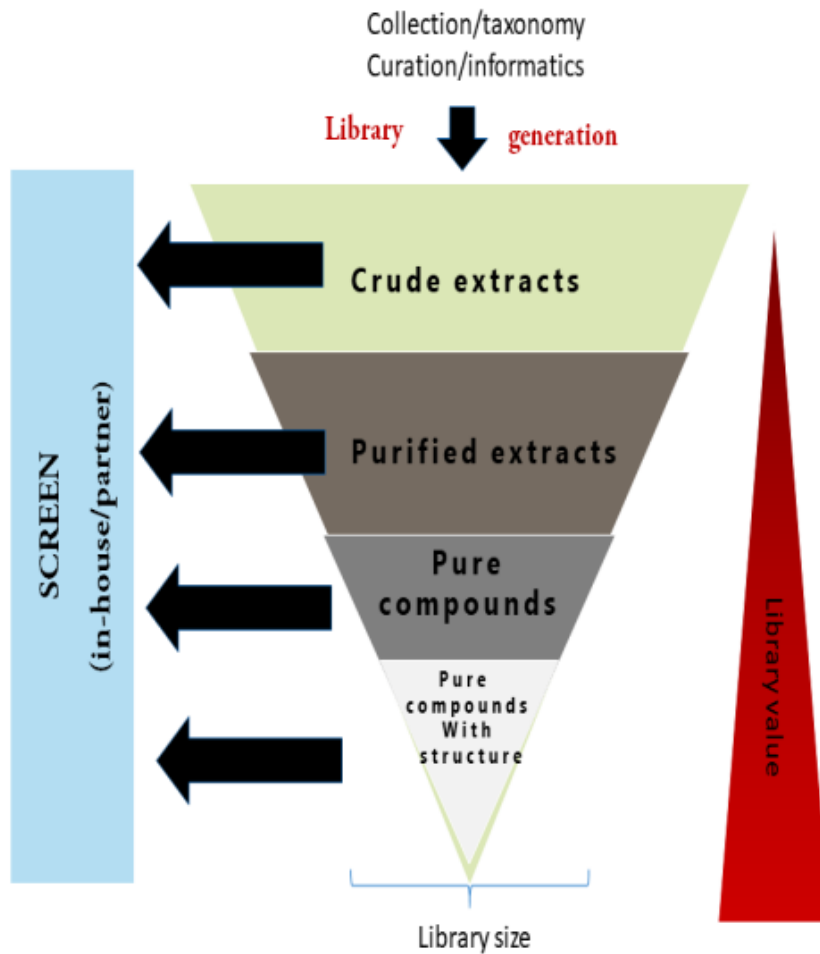 Collection/taxonomy
Curation/informatics
Library generation
SCREEN
(in-house/partner)
Crude extracts
Purified extracts
Pure
compounds
Pure
compounds
With
structure
Library value
Library size